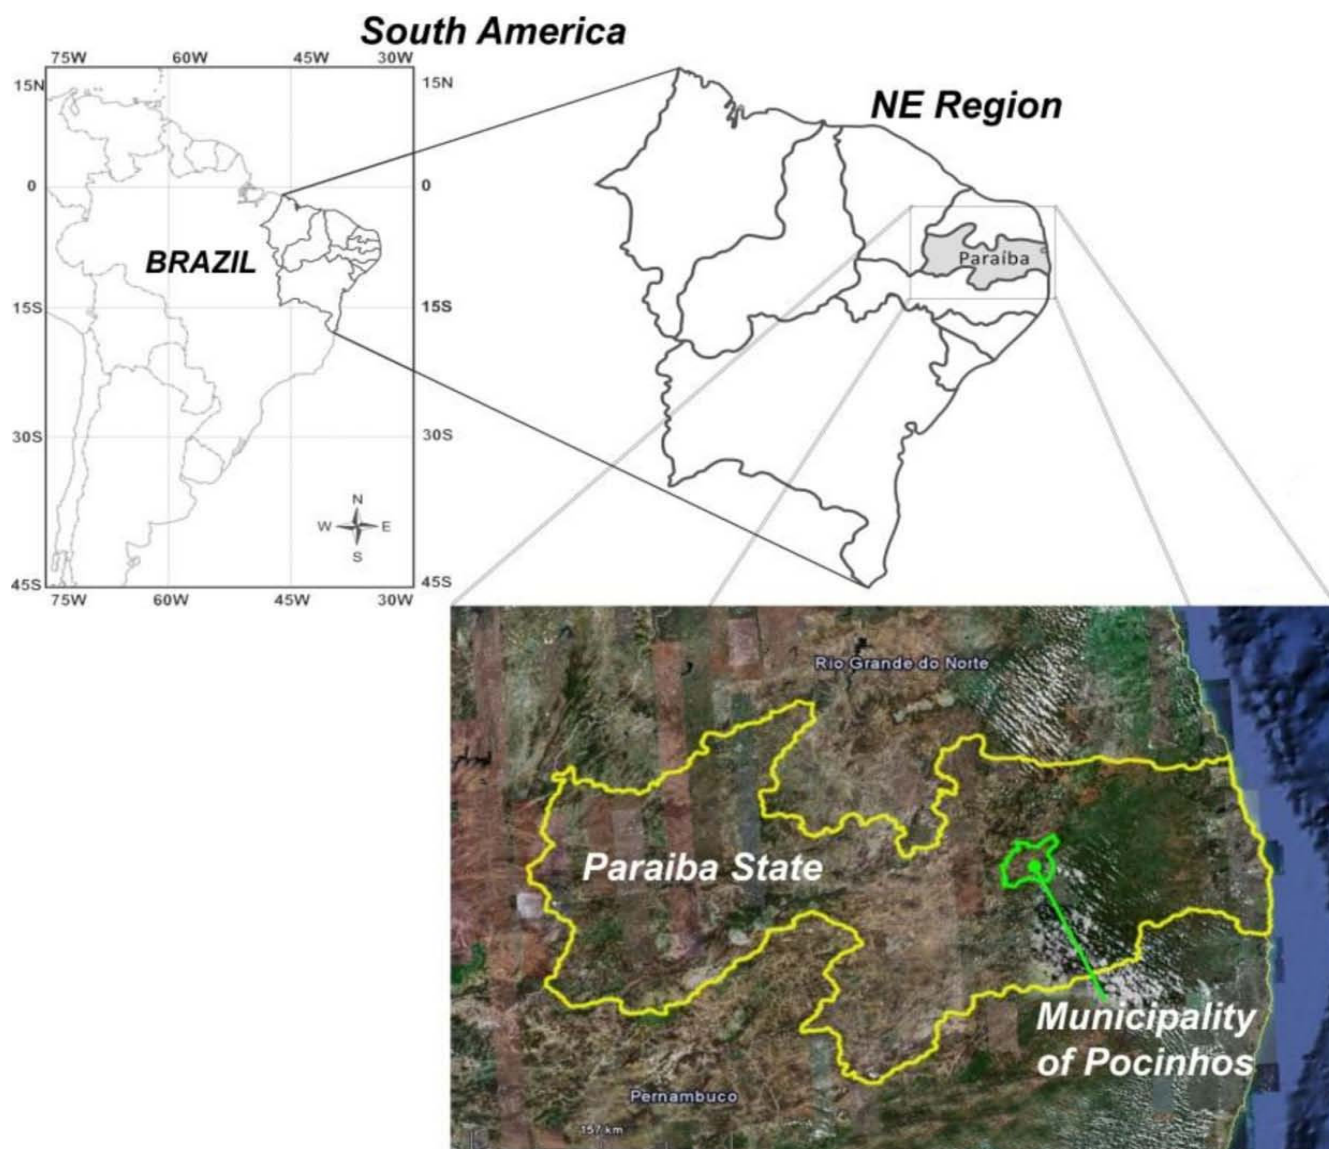 South America
75W 60W 45W 30W
15N 15N
NE Region
0 0
BRAZIL
Paraíba
15S 15S
30S 30S
N
W E
S
45S 45S
75W 60W 45W 30W
Rio Grande do Norte
Paraiba State
Municipality
of Pocinhos
Pernambuco
157 km